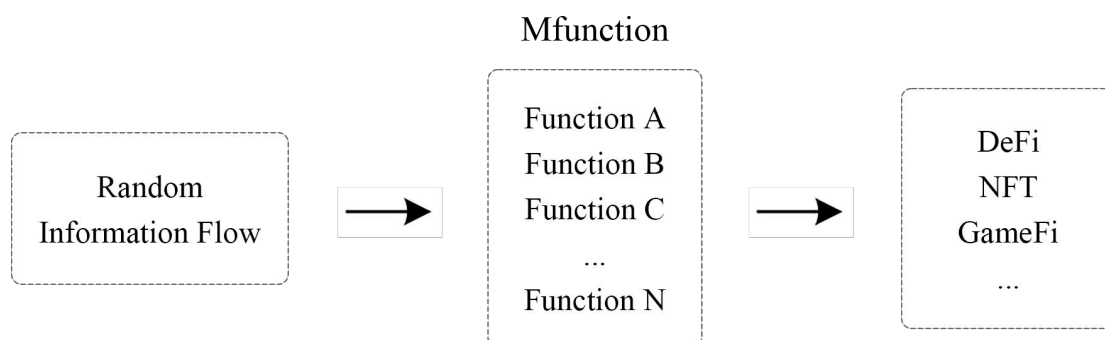 Mfunction
Random
Information Flow
Function A
Function B
Function C
...
Function N
DeFi
NFT
GameFi
...